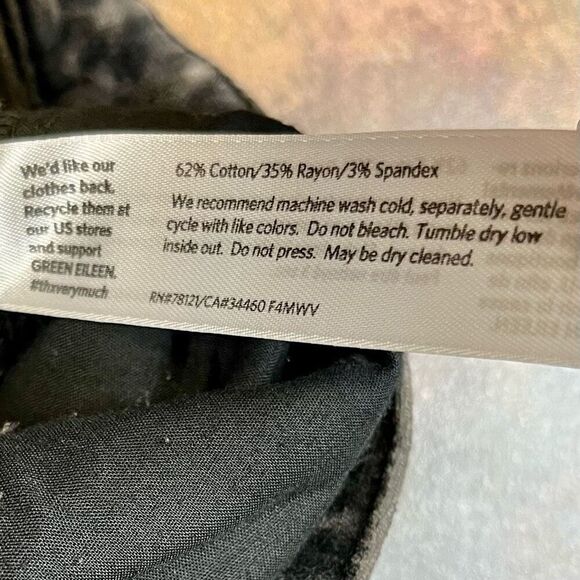 We'd like our
clothes back.
Recycle them at
our US stores
and support
GREEN EILEEN.
#thxverymuch
62% Cotton/35% Rayon/3% Spandex
We recommend machine wash cold, separately, gentle
cycle with like colors. Do not bleach. Tumble dry low
inside out. Do not press. May be dry cleaned.
RN#78121/CA#34460 F4MWV